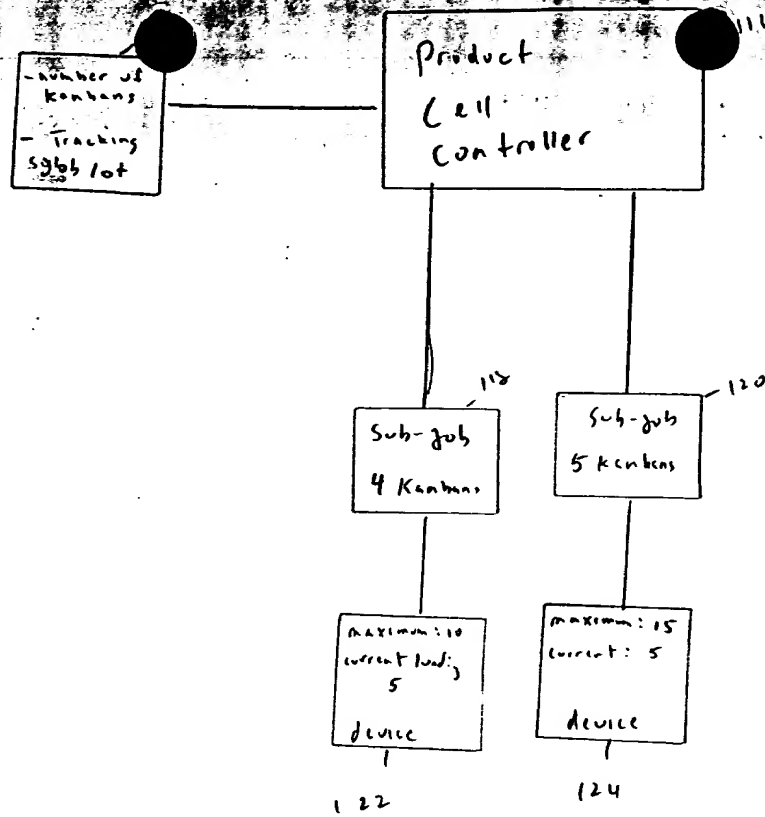 - number of
Kanbans
- Tracking
lot
Product
Cell
Controller
118
Sub-job
4 Kanbans
120
Sub-job
5 Kanbans
maximum: 10
current loading
5
device
122
maximum: 15
current: 5
device
124